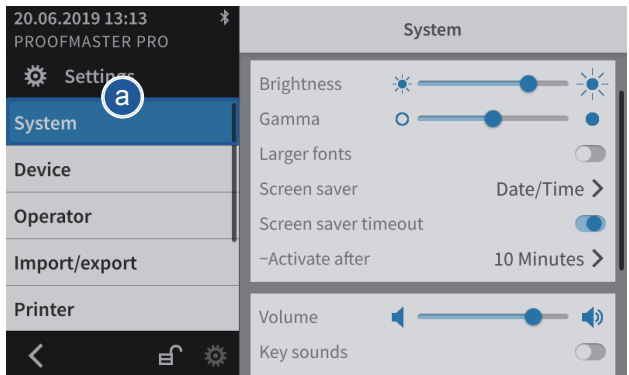 20.06.2019 13:13
PROOFMASTER PRO
Settings
a
System
Device
Operator
Import/export
Printer
System
Brightness
Gamma
Larger fonts
Screen saver Date/Time
Screen saver timeout
–Activate after 10 Minutes
Volume
Key sounds